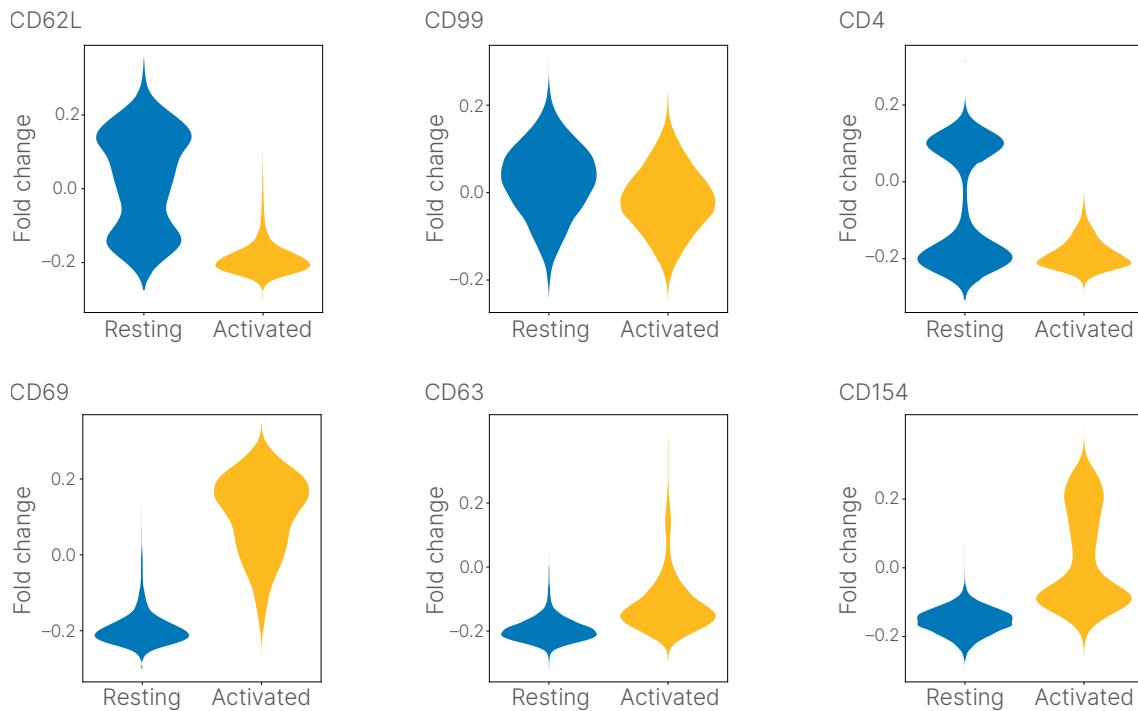 CD62L
Fold change
0.2
0.0
−0.2
Resting
Activated
CD99
Fold change
0.2
0.0
−0.2
Resting
Activated
CD4
Fold change
0.2
0.0
−0.2
Resting
Activated
CD69
Fold change
0.2
0.0
−0.2
Resting
Activated
CD63
Fold change
0.2
0.0
−0.2
Resting
Activated
CD154
Fold change
0.2
0.0
−0.2
Resting
Activated